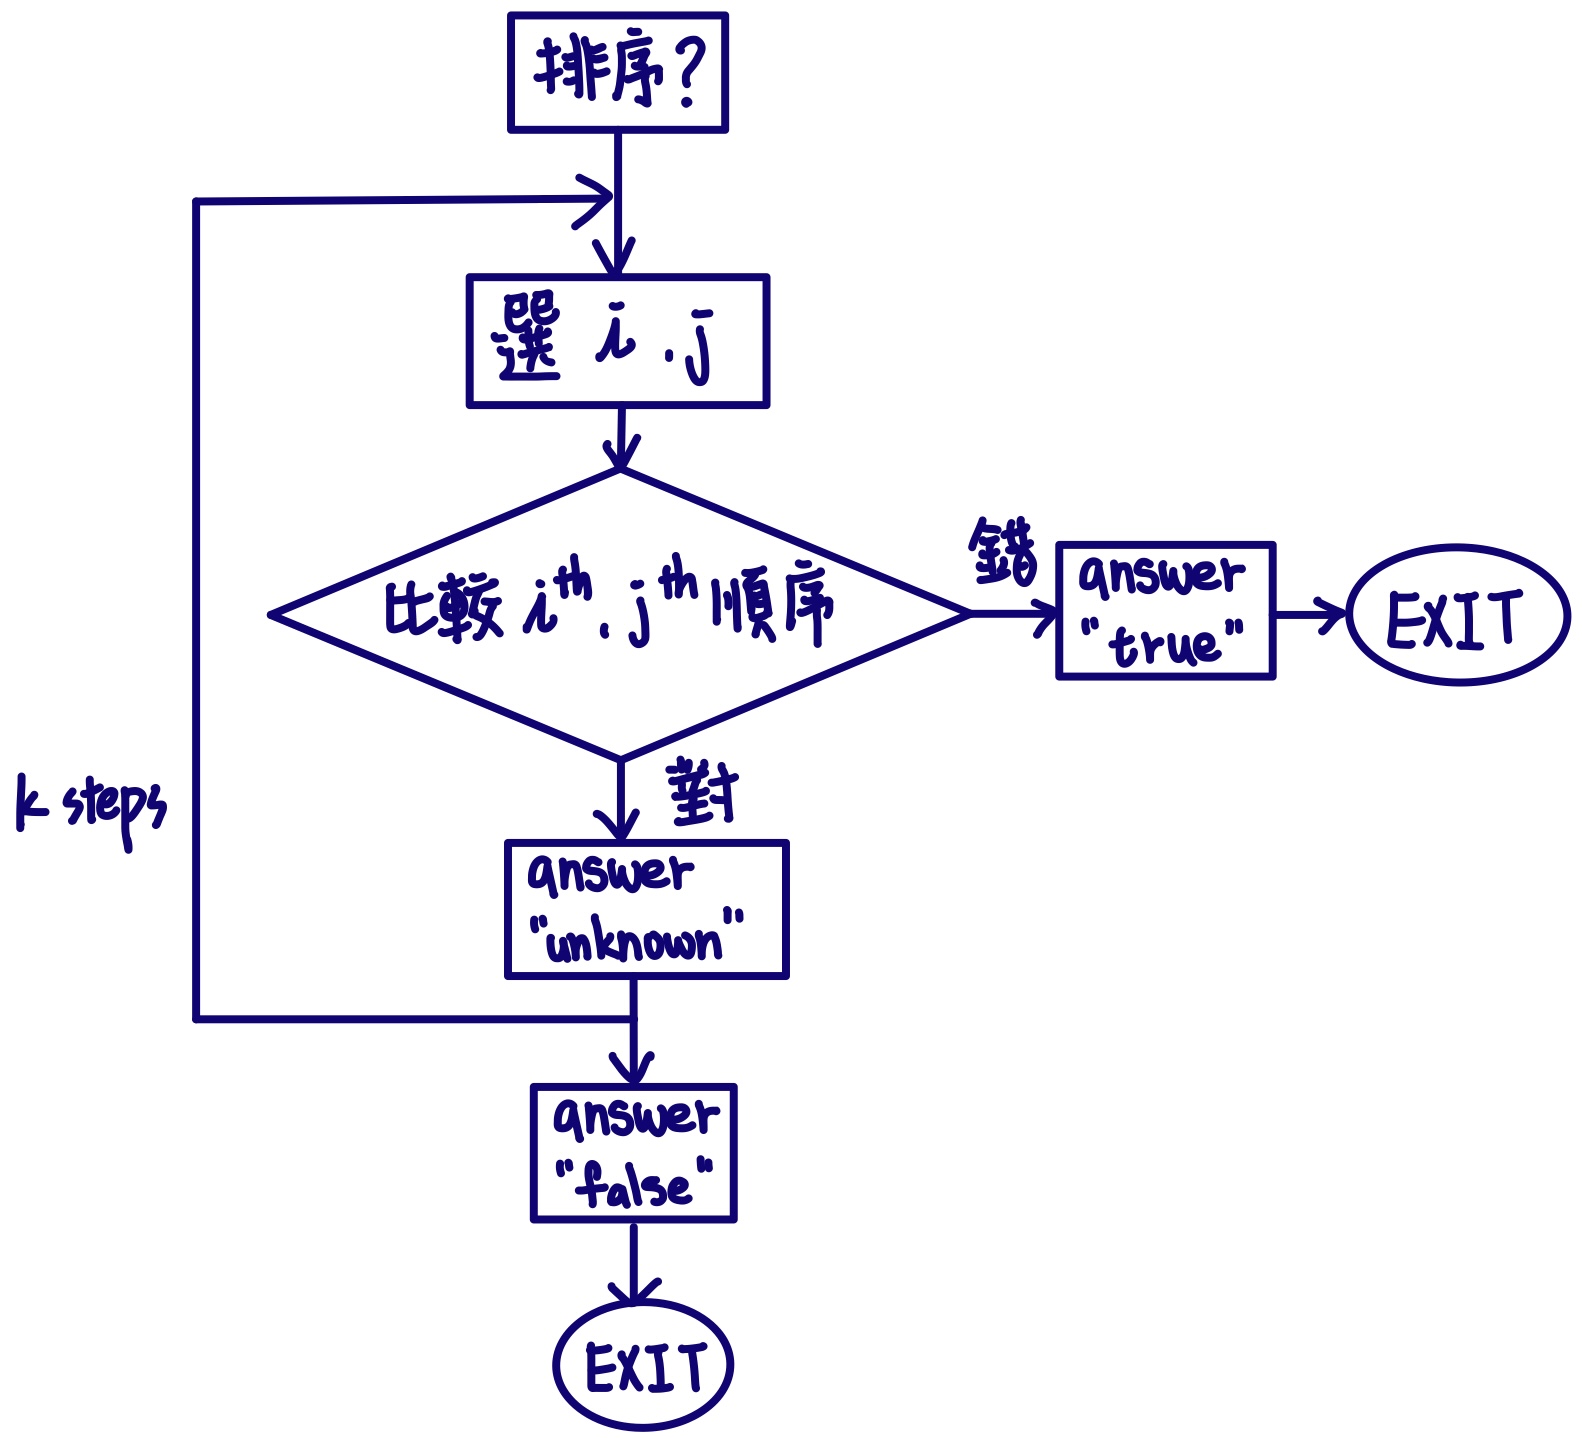 排序?
選 i,j
比較 i^th, j^th 順序
錯
answer
"true"
EXIT
對
k steps
answer
"unknown"
answer
"false"
EXIT